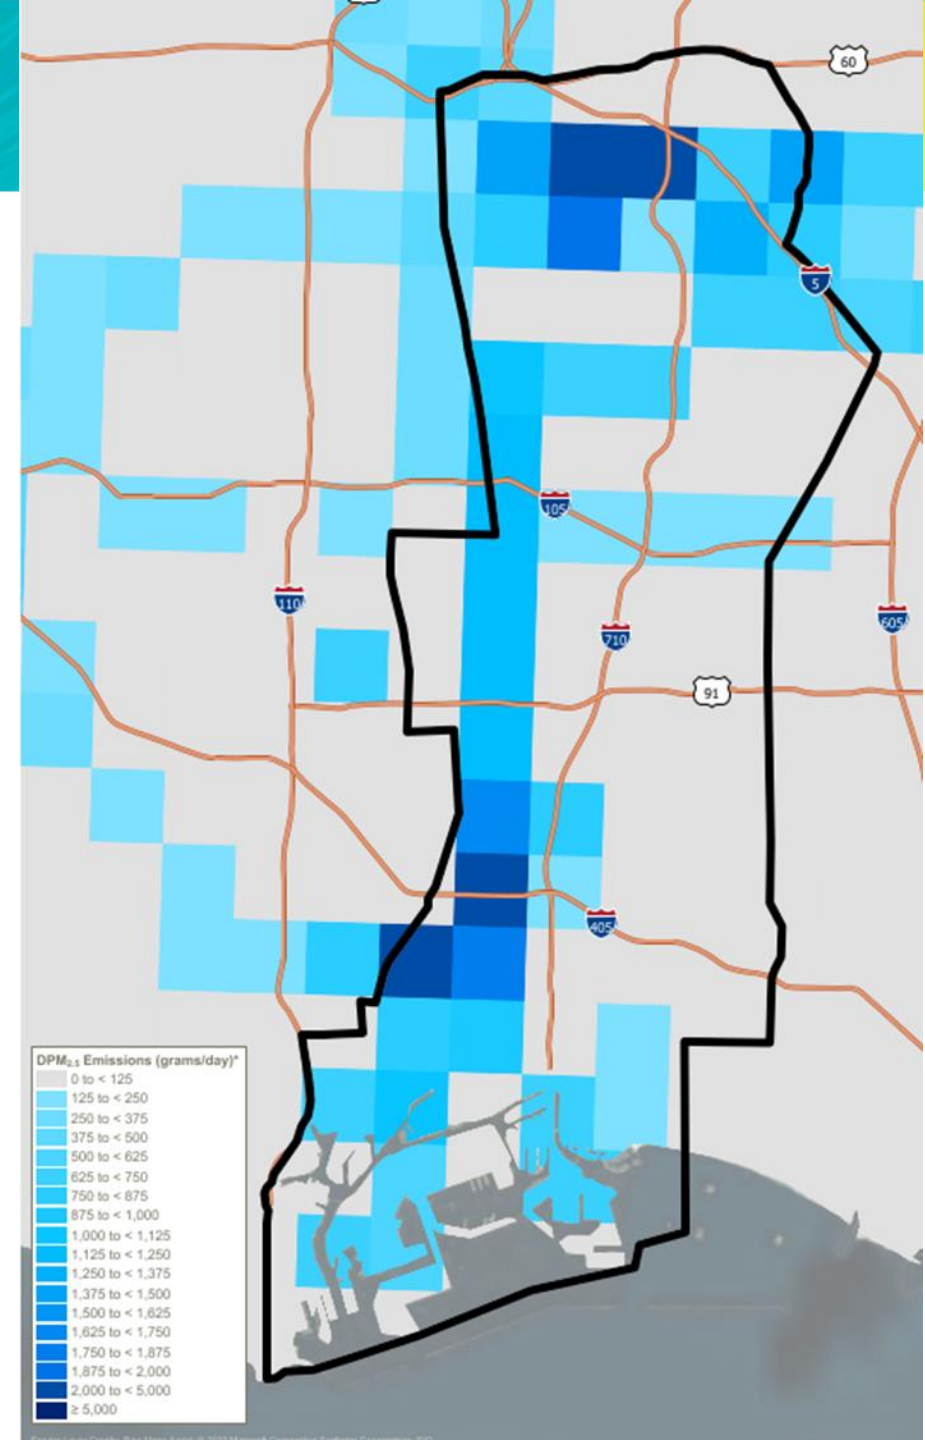 60
5
105
110
710
605
91
405
DPM₂.₅ Emissions (grams/day)*
0 to < 125
125 to < 250
250 to < 375
375 to < 500
500 to < 625
625 to < 750
750 to < 875
875 to < 1,000
1,000 to < 1,125
1,125 to < 1,250
1,250 to < 1,375
1,375 to < 1,500
1,500 to < 1,625
1,625 to < 1,750
1,750 to < 1,875
1,875 to < 2,000
2,000 to < 5,000
≥ 5,000